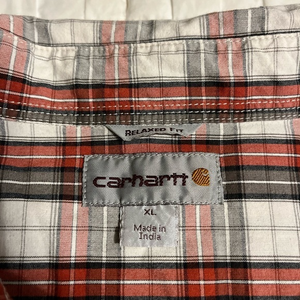 RELAXED FIT
carhartt
XL
Made in
India